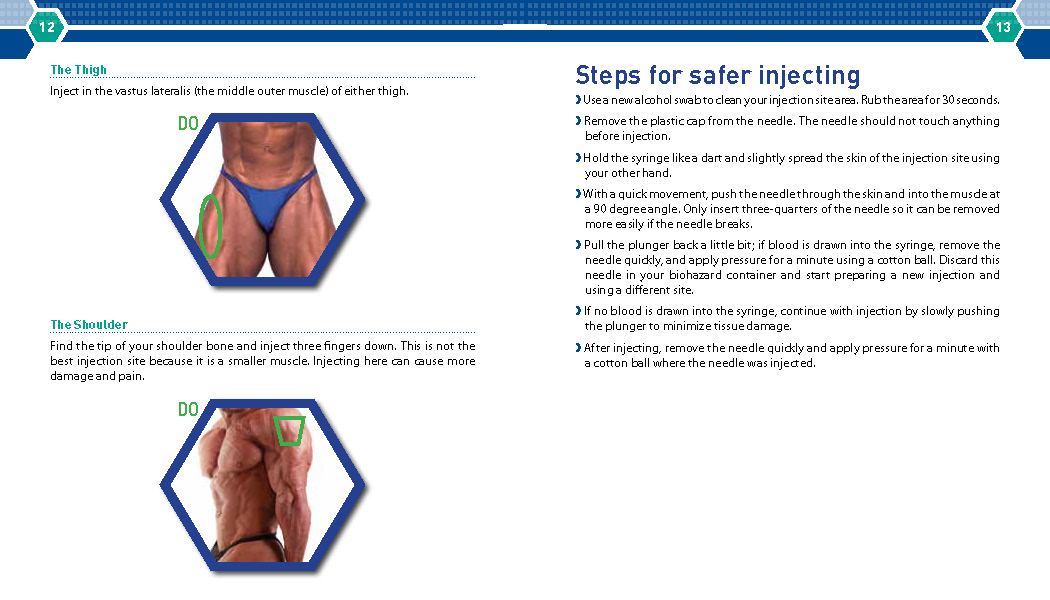 12
The Thigh
Inject in the vastus lateralis (the middle outer muscle) of either thigh.
DO
The Shoulder
Find the tip of your shoulder bone and inject three fingers down. This is not the
best injection site because it is a smaller muscle. Injecting here can cause more
damage and pain.
DO
13
Steps for safer injecting
❯ Use a new alcohol swab to clean your injection site area. Rub the area for 30 seconds.
❯ Remove the plastic cap from the needle. The needle should not touch anything
before injection.
❯ Hold the syringe like a dart and slightly spread the skin of the injection site using
your other hand.
❯ With a quick movement, push the needle through the skin and into the muscle at
a 90 degree angle. Only insert three-quarters of the needle so it can be removed
more easily if the needle breaks.
❯ Pull the plunger back a little bit; if blood is drawn into the syringe, remove the
needle quickly, and apply pressure for a minute using a cotton ball. Discard this
needle in your biohazard container and start preparing a new injection and
using a different site.
❯ If no blood is drawn into the syringe, continue with injection by slowly pushing
the plunger to minimize tissue damage.
❯ After injecting, remove the needle quickly and apply pressure for a minute with
a cotton ball where the needle was injected.